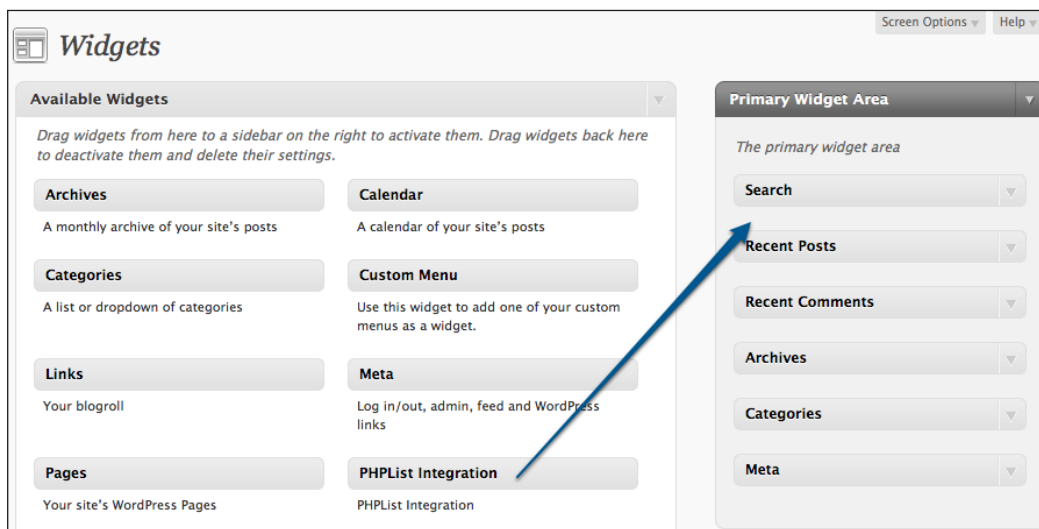 Screen Options
Help
Widgets
Available Widgets
Drag widgets from here to a sidebar on the right to activate them. Drag widgets back here
to deactivate them and delete their settings.
Archives
A monthly archive of your site's posts
Calendar
A calendar of your site's posts
Categories
A list or dropdown of categories
Custom Menu
Use this widget to add one of your custom
menus as a widget.
Links
Your blogroll
Meta
Log in/out, admin, feed and WordPress
links
Pages
Your site's WordPress Pages
PHPList Integration
PHPList Integration
Primary Widget Area
The primary widget area
Search
Recent Posts
Recent Comments
Archives
Categories
Meta